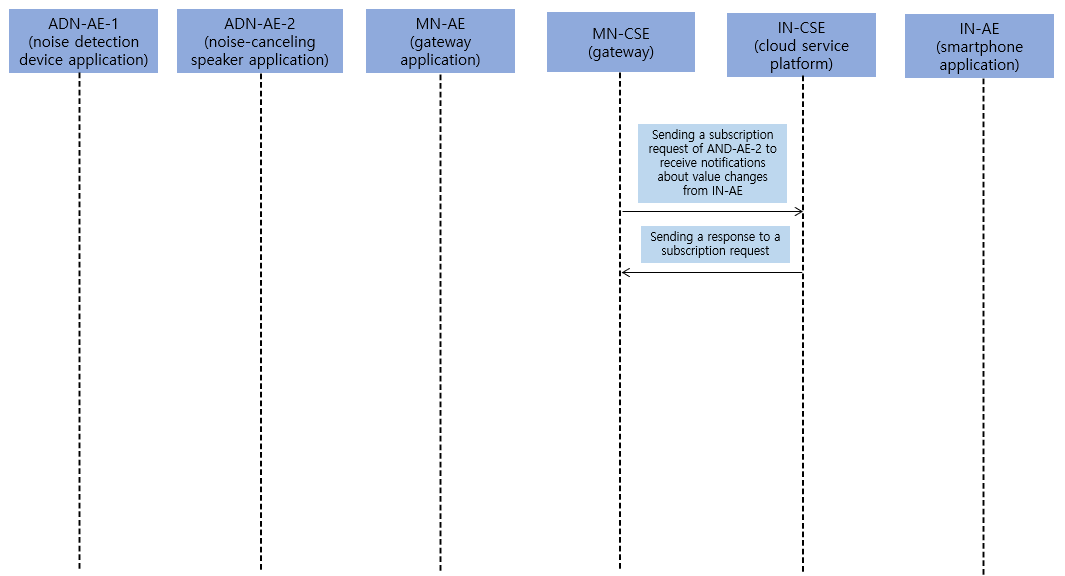 ADN-AE-1
(noise detection
device application)
ADN-AE-2
(noise-canceling
speaker application)
MN-AE
(gateway
application)
MN-CSE
(gateway)
IN-CSE
(cloud service
platform)
IN-AE
(smartphone
application)
Sending a subscription
request of AND-AE-2 to
receive notifications
about value changes
from IN-AE
Sending a response to a
subscription request